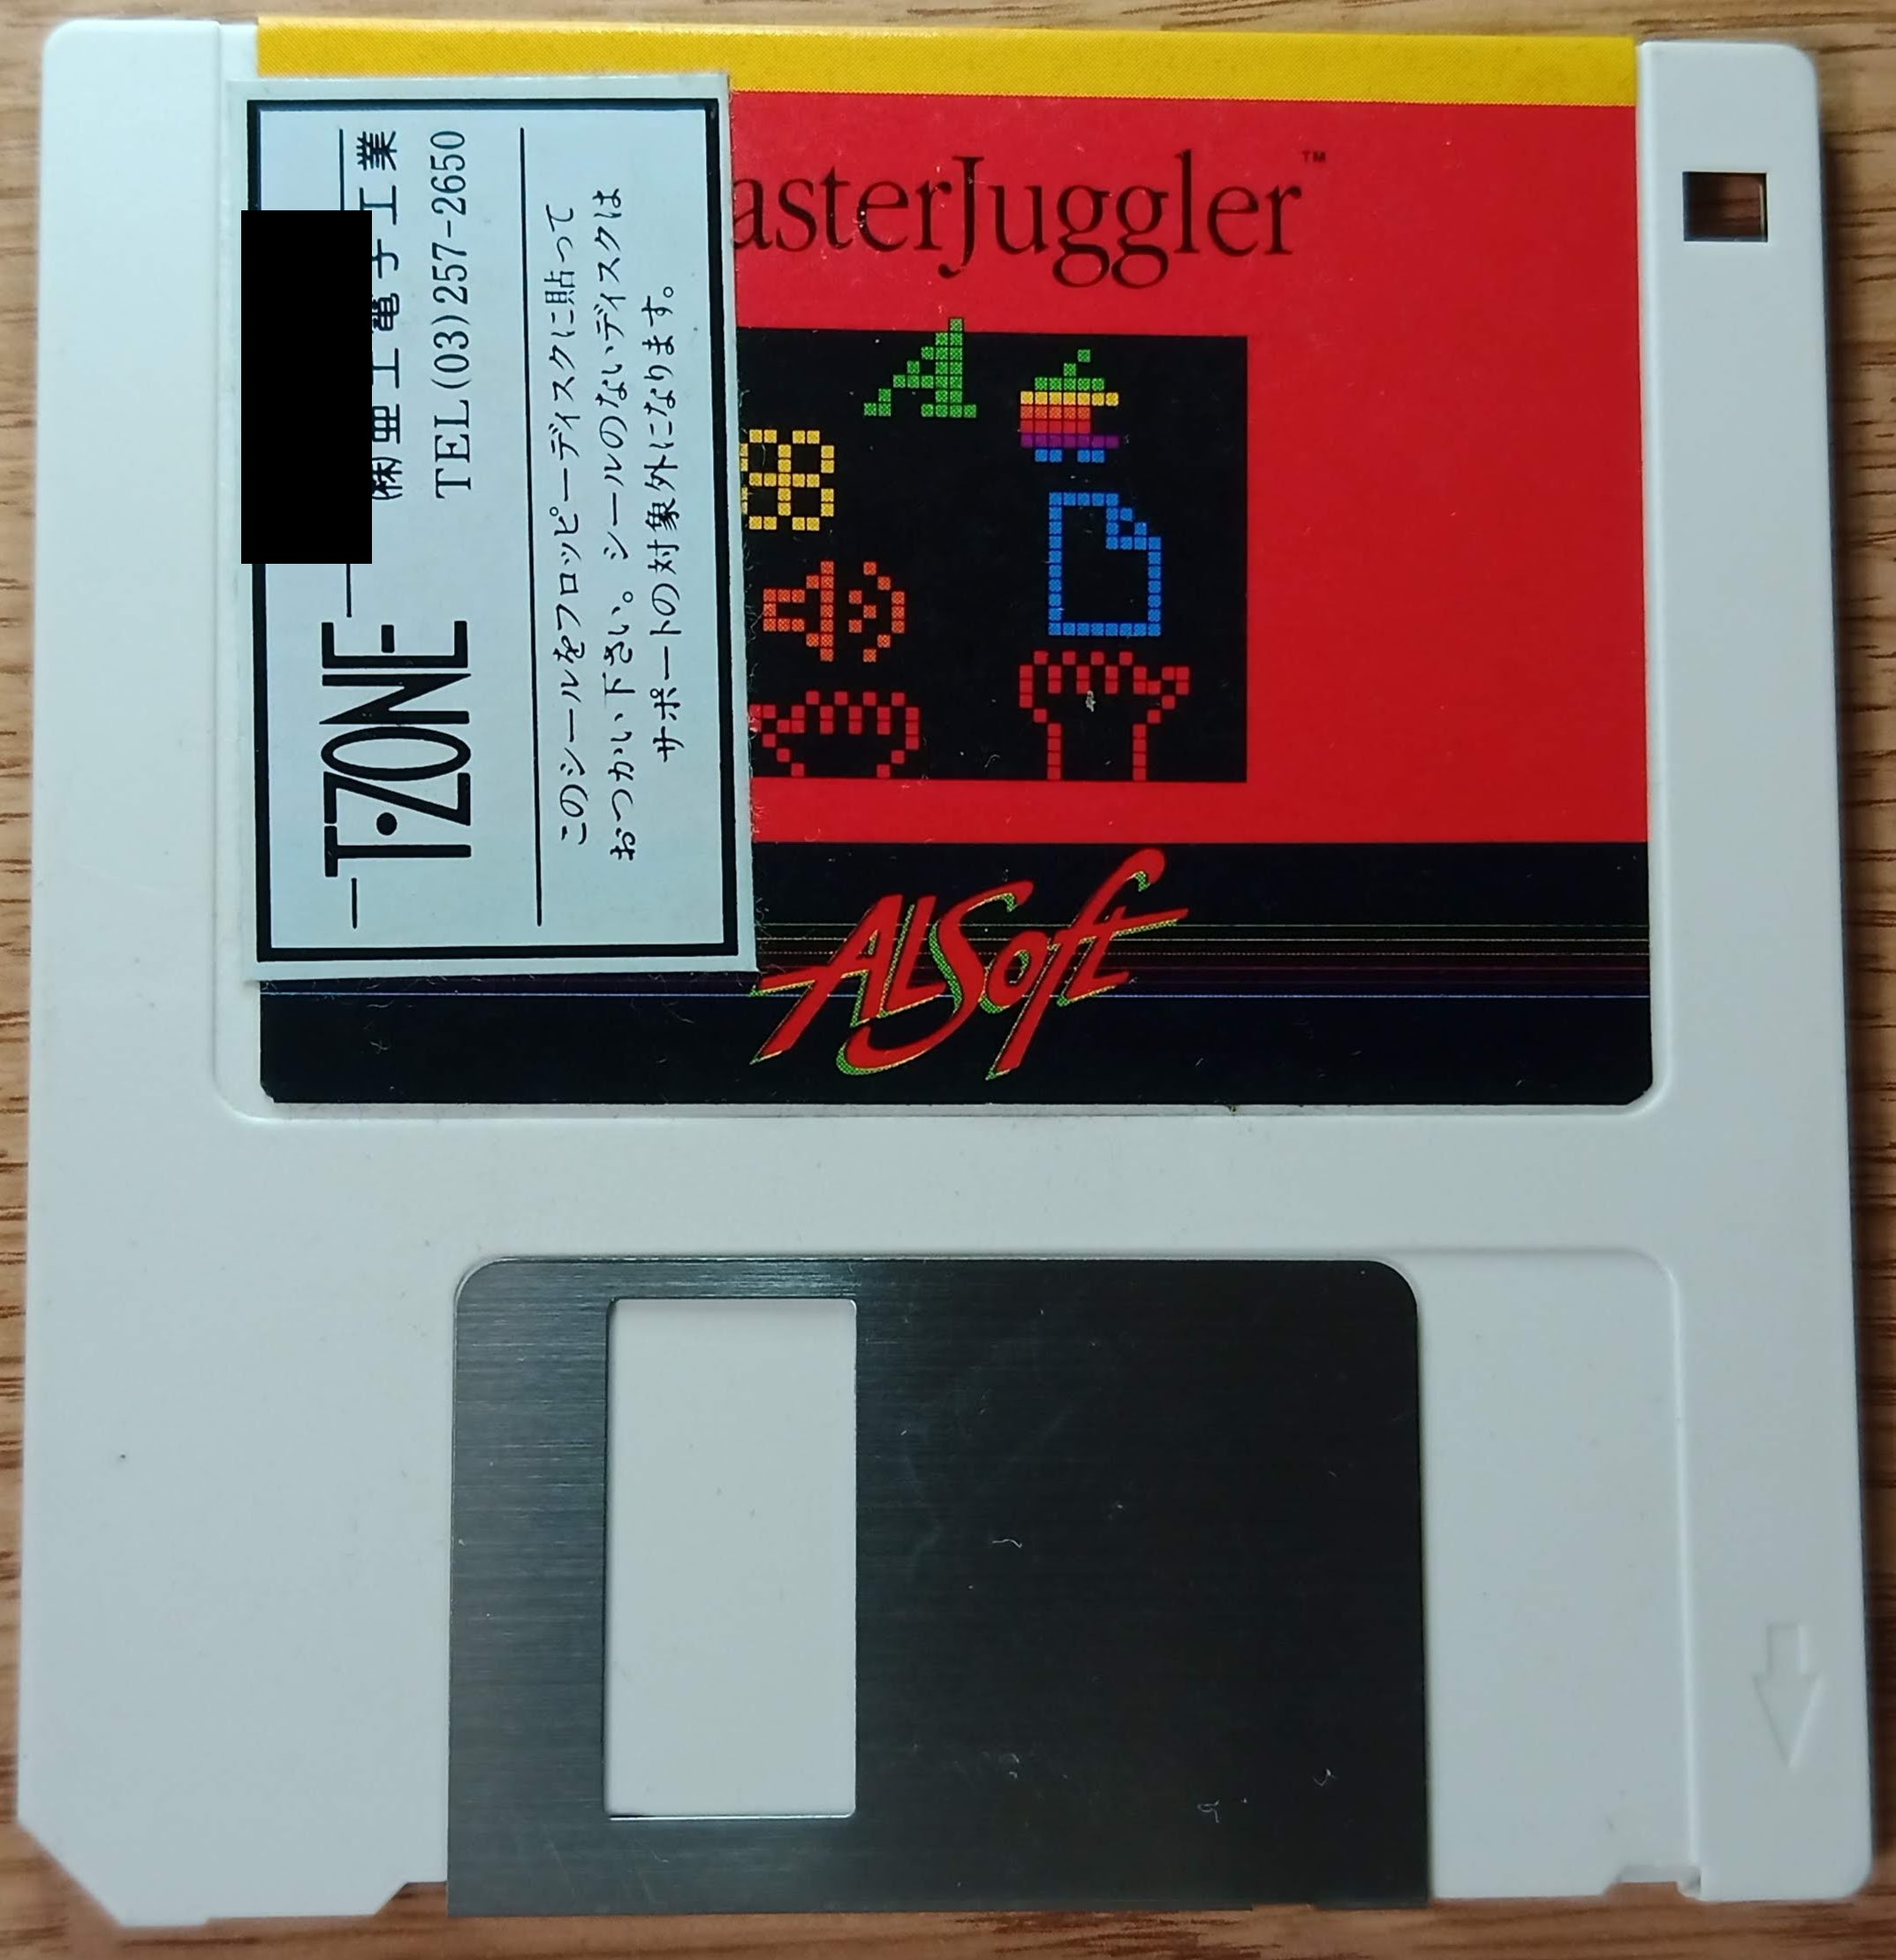 asterJuggler™
ALSoft
T·ZONE
㈱亜土電子工業
TEL(03)257-2650
このシールをフロッピーディスクに貼って
おつかい下さい。シールのないディスクは
サポートの対象外になります。